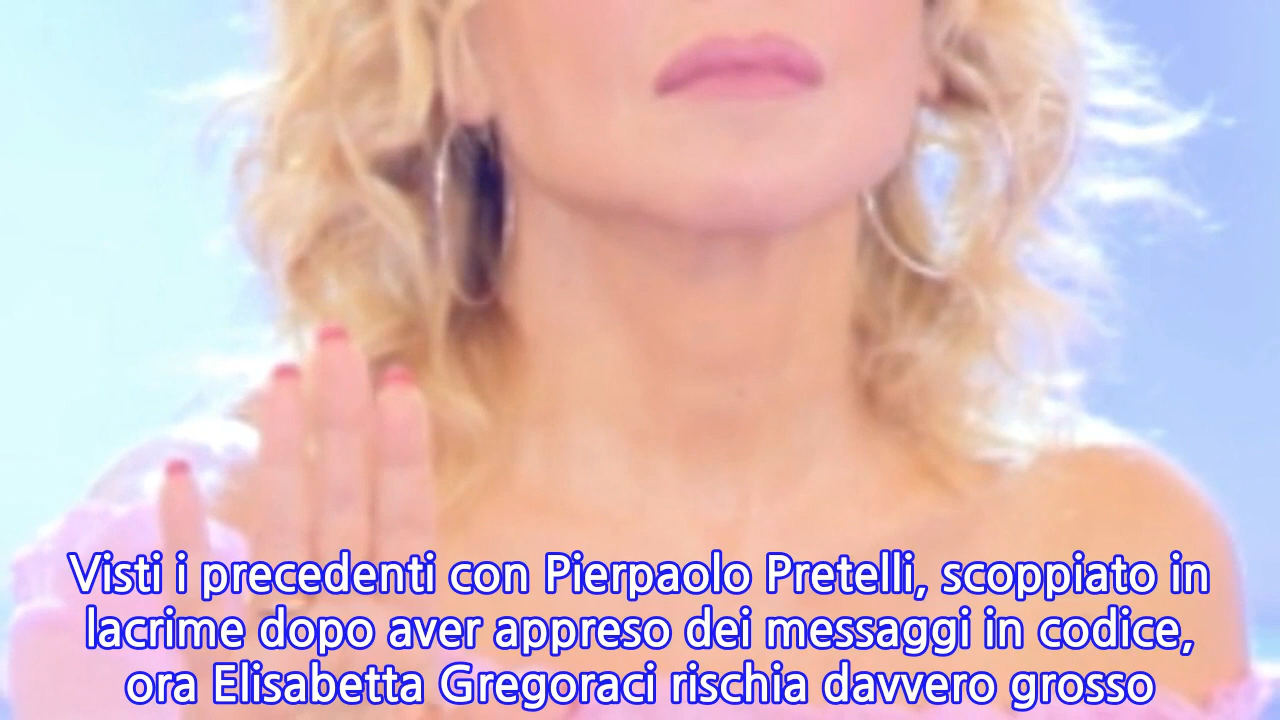 Visti i precedenti con Pierpaolo Pretelli, scoppiato in
lacrime dopo aver appreso dei messaggi in codice,
ora Elisabetta Gregoraci rischia davvero grosso